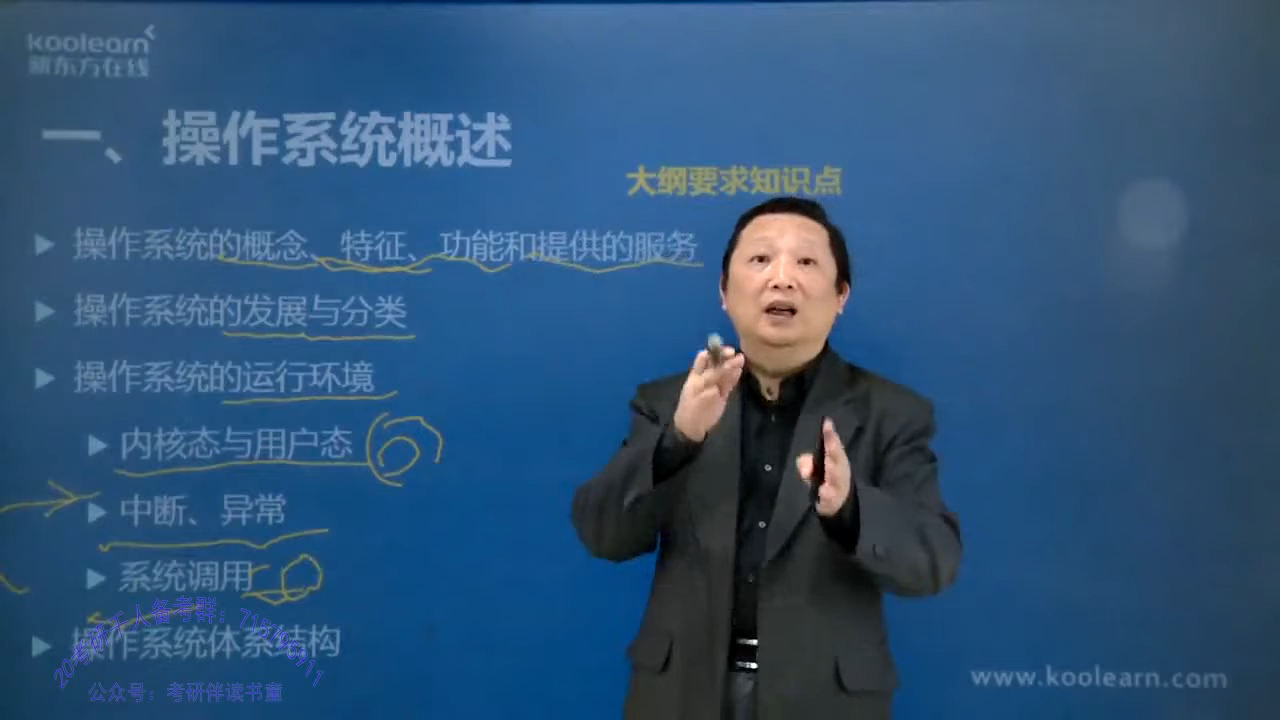 koolearn
新东方在线
一、操作系统概述
大纲要求知识点
操作系统的概念、特征、功能和提供的服务
操作系统的发展与分类
操作系统的运行环境
内核态与用户态
中断、异常
系统调用
操作系统体系结构
公众号：考研伴读书童
www.koolearn.com